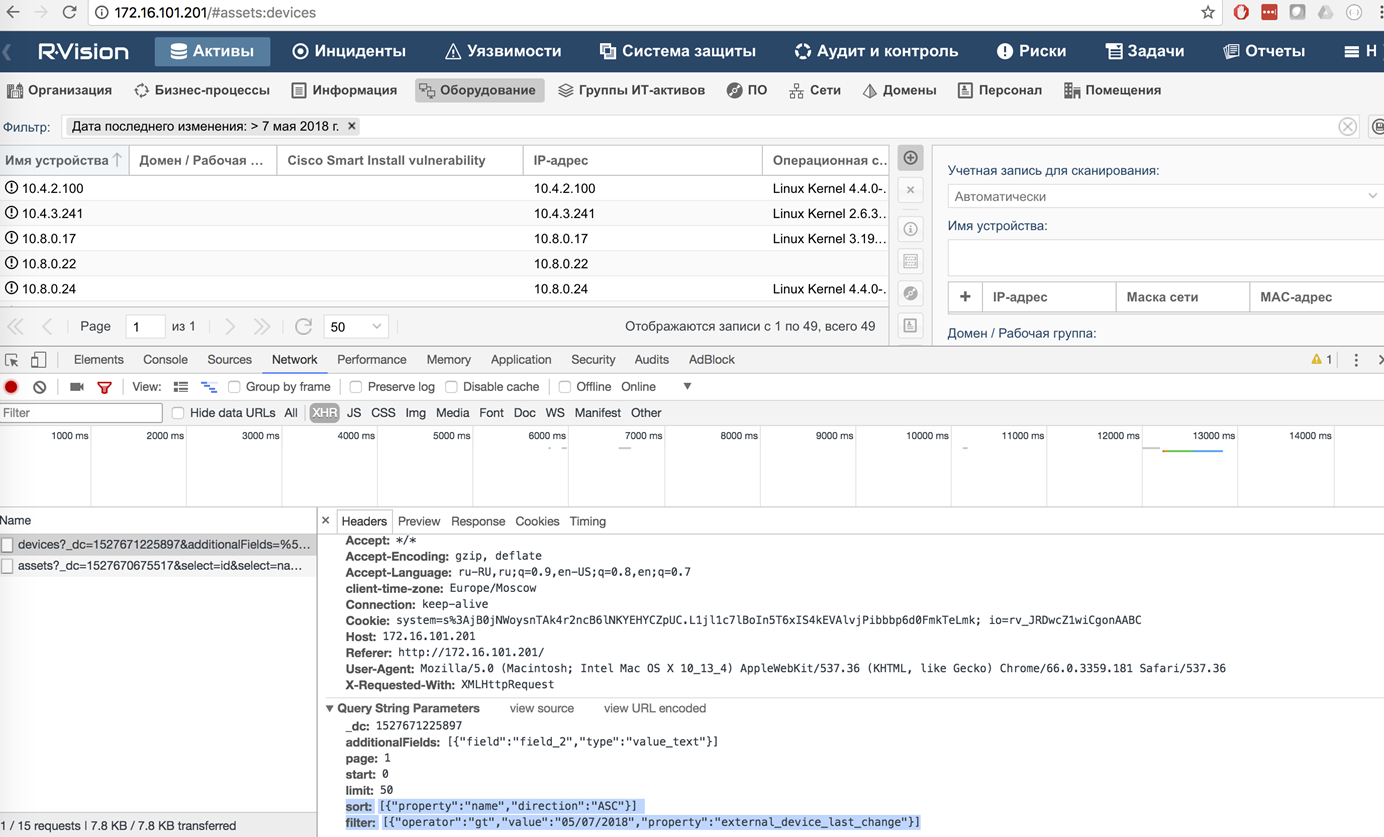 172.16.101.201/#assets:devices
R·Vision Активы Инциденты Уязвимости Система защиты Аудит и контроль Риски Задачи Отчеты Н
Организация Бизнес-процессы Информация Оборудование Группы ИТ-активов ПО Сети Домены Персонал Помещения
Фильтр: Дата последнего изменения: > 7 мая 2018 г. ×
Имя устройства Домен / Рабочая ... Cisco Smart Install vulnerability IP-адрес Операционная с...
10.4.2.100 10.4.2.100 Linux Kernel 4.4.0-...
10.4.3.241 10.4.3.241 Linux Kernel 2.6.3...
10.8.0.17 10.8.0.17 Linux Kernel 3.19...
10.8.0.22 10.8.0.22
10.8.0.24 10.8.0.24 Linux Kernel 4.4.0-...
Page 1 из 1 50 Отображаются записи с 1 по 49, всего 49
Учетная запись для сканирования:
Автоматически
Имя устройства:
+ IP-адрес Маска сети MAC-адрес
Домен / Рабочая группа:
Elements Console Sources Network Performance Memory Application Security Audits AdBlock 1
View: Group by frame Preserve log Disable cache Offline Online
Filter Hide data URLs All XHR JS CSS Img Media Font Doc WS Manifest Other
1000 ms 2000 ms 3000 ms 4000 ms 5000 ms 6000 ms 7000 ms 8000 ms 9000 ms 10000 ms 11000 ms 12000 ms 13000 ms 14000 ms
Name
devices?_dc=1527671225897&additionalFields=%5...
assets?_dc=1527670675517&select=id&select=na...
1 / 15 requests | 7.8 KB / 7.8 KB transferred
× Headers Preview Response Cookies Timing
Accept: */*
Accept-Encoding: gzip, deflate
Accept-Language: ru-RU,ru;q=0.9,en-US;q=0.8,en;q=0.7
client-time-zone: Europe/Moscow
Connection: keep-alive
Cookie: system=s%3AjB0jNWoysnTAk4r2ncB6lNKYEHYCZpUC.L1jl1c7lBoIn5T6xIS4kEVAlvjPibbbp6d0FmkTeLmk; io=rv_JRDwcZ1wiCgonAABC
Host: 172.16.101.201
Referer: http://172.16.101.201/
User-Agent: Mozilla/5.0 (Macintosh; Intel Mac OS X 10_13_4) AppleWebKit/537.36 (KHTML, like Gecko) Chrome/66.0.3359.181 Safari/537.36
X-Requested-With: XMLHttpRequest
Query String Parameters view source view URL encoded
_dc: 1527671225897
additionalFields: [{"field":"field_2","type":"value_text"}]
page: 1
start: 0
limit: 50
sort: [{"property":"name","direction":"ASC"}]
filter: [{"operator":"gt","value":"05/07/2018","property":"external_device_last_change"}]